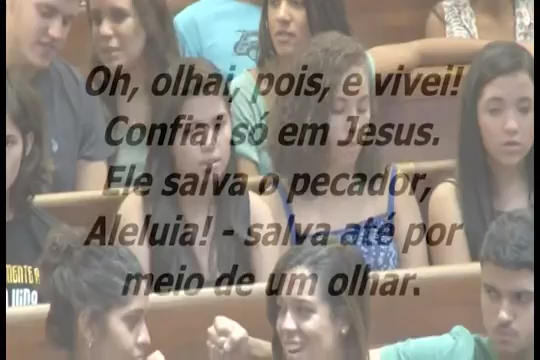 Oh, olhai, pois, e vivei!
Confiai só em Jesus.
Ele salva o pecador,
Aleluia! - salva até por
meio de um olhar.
MENTE A